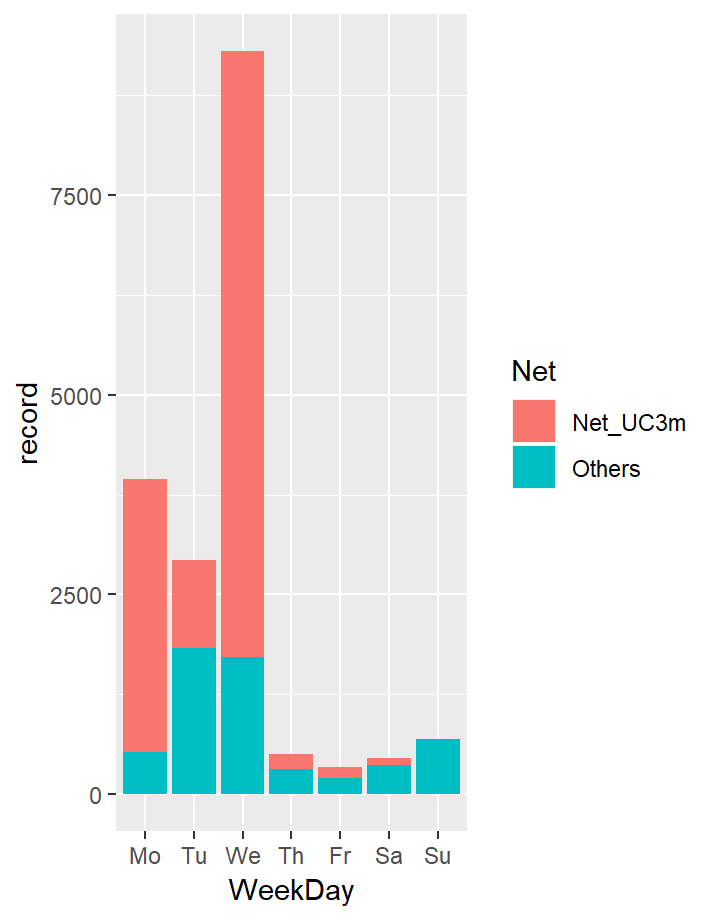 7500
5000
2500
0
record
Mo Tu We Th Fr Sa Su
WeekDay
Net
Net_UC3m
Others